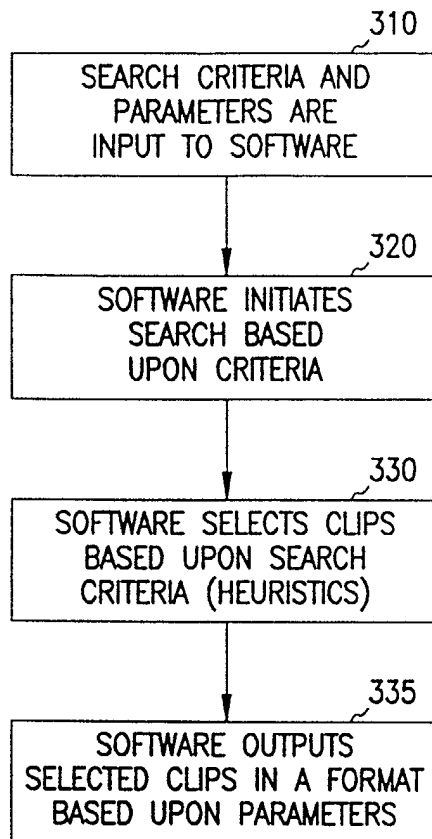 310
SEARCH CRITERIA AND
PARAMETERS ARE
INPUT TO SOFTWARE
320
SOFTWARE INITIATES
SEARCH BASED
UPON CRITERIA
330
SOFTWARE SELECTS CLIPS
BASED UPON SEARCH
CRITERIA (HEURISTICS)
335
SOFTWARE OUTPUTS
SELECTED CLIPS IN A FORMAT
BASED UPON PARAMETERS